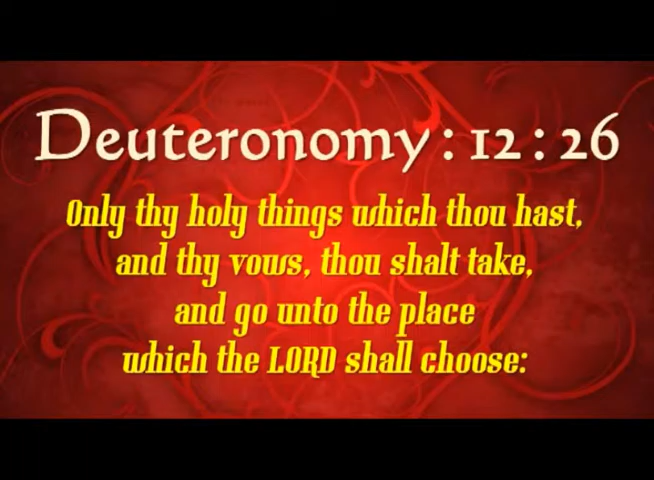 Deuteronomy : 12 : 26
Only thy holy things which thou hast,
and thy vows, thou shalt take,
and go unto the place
which the LORD shall choose: